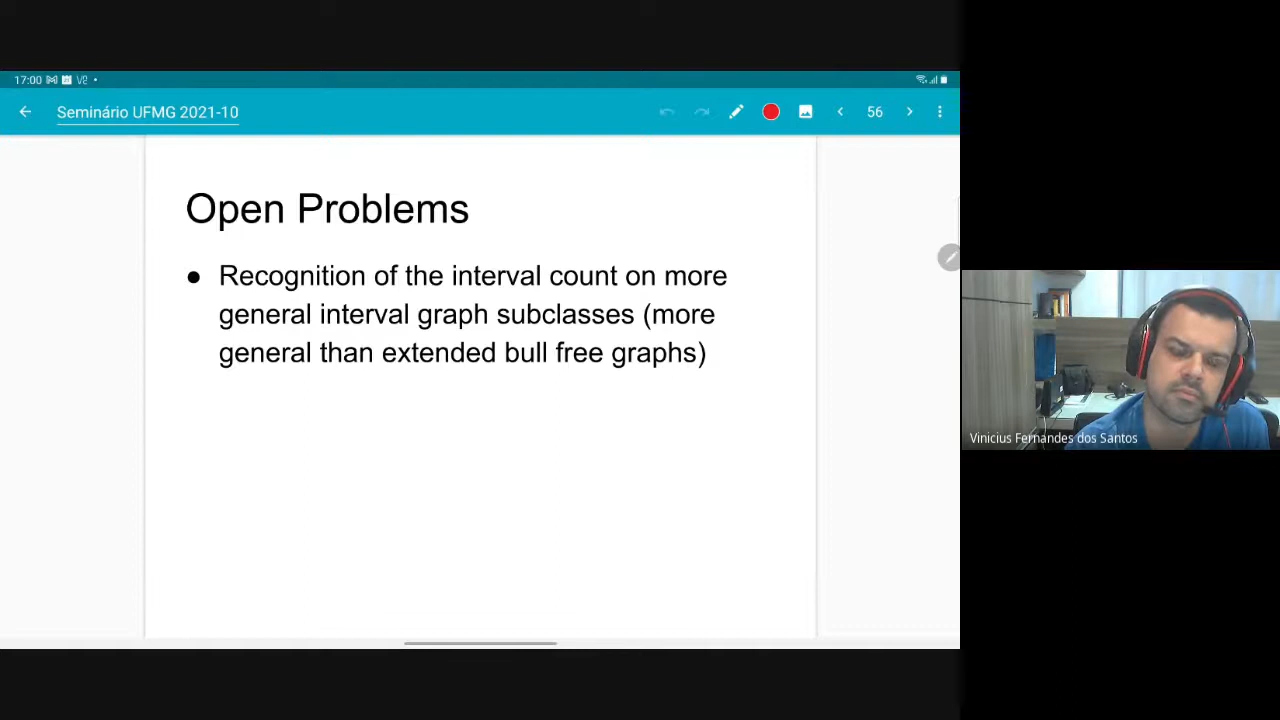 17:00
Seminário UFMG 2021-10
56
Open Problems
● Recognition of the interval count on more
general interval graph subclasses (more
general than extended bull free graphs)
Vinicius Fernandes dos Santos